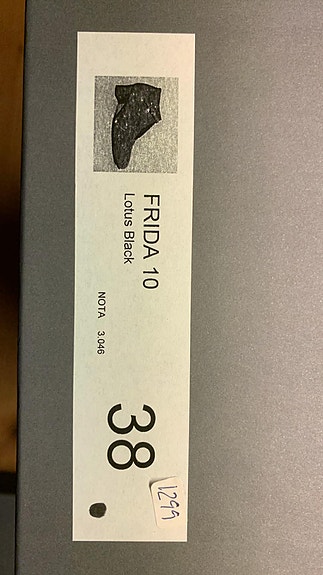 FRIDA 10
Lotus Black
NOTA 3.046
38
1299